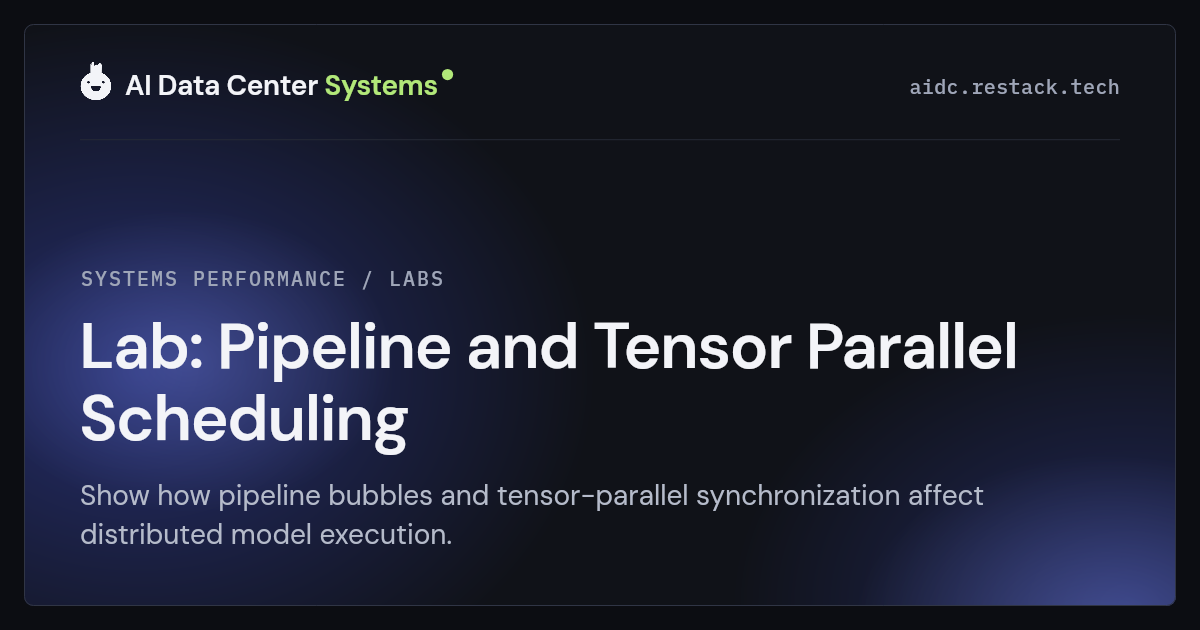 AI Data Center Systems
aidc.restack.tech
SYSTEMS PERFORMANCE / LABS
Lab: Pipeline and Tensor Parallel
Scheduling
Show how pipeline bubbles and tensor-parallel synchronization affect
distributed model execution.